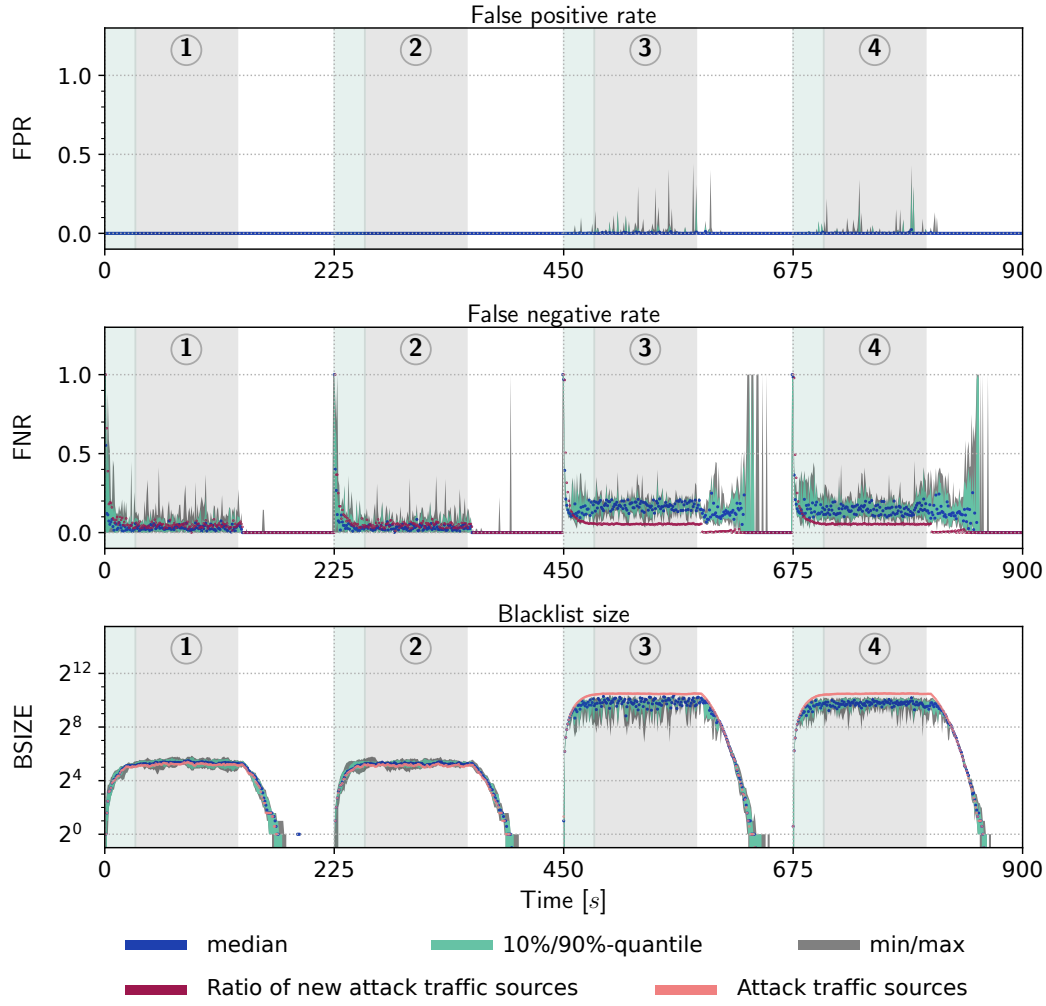 False positive rate
1 2 3 4
1.0
0.5
0.0
FPR
0 225 450 675 900
False negative rate
1 2 3 4
1.0
0.5
0.0
FNR
0 225 450 675 900
Blacklist size
1 2 3 4
2^12
2^8
2^4
2^0
BSIZE
0 225 450 675 900
Time [s]
median 10%/90%-quantile min/max
Ratio of new attack traffic sources Attack traffic sources